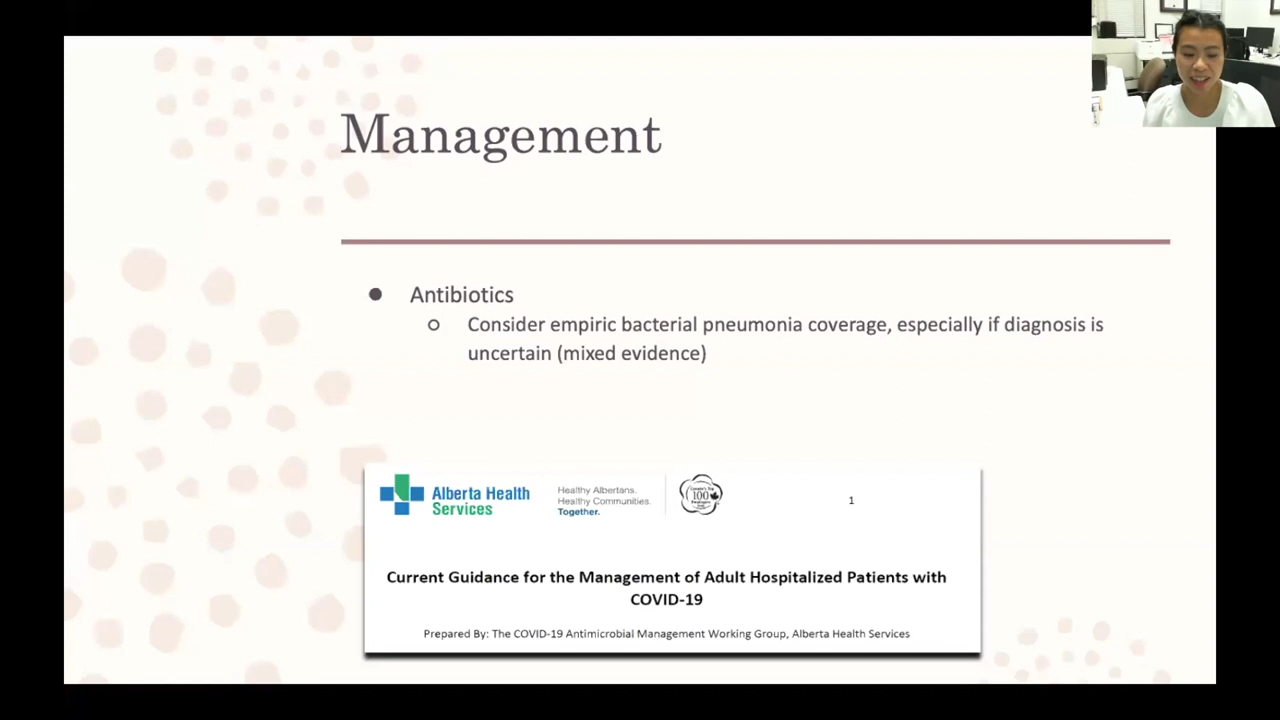 Management
Antibiotics
Consider empiric bacterial pneumonia coverage, especially if diagnosis is
uncertain (mixed evidence)
Alberta Health
Services
Healthy Albertans.
Healthy Communities.
Together.
100
1
Current Guidance for the Management of Adult Hospitalized Patients with
COVID-19
Prepared By: The COVID-19 Antimicrobial Management Working Group, Alberta Health Services